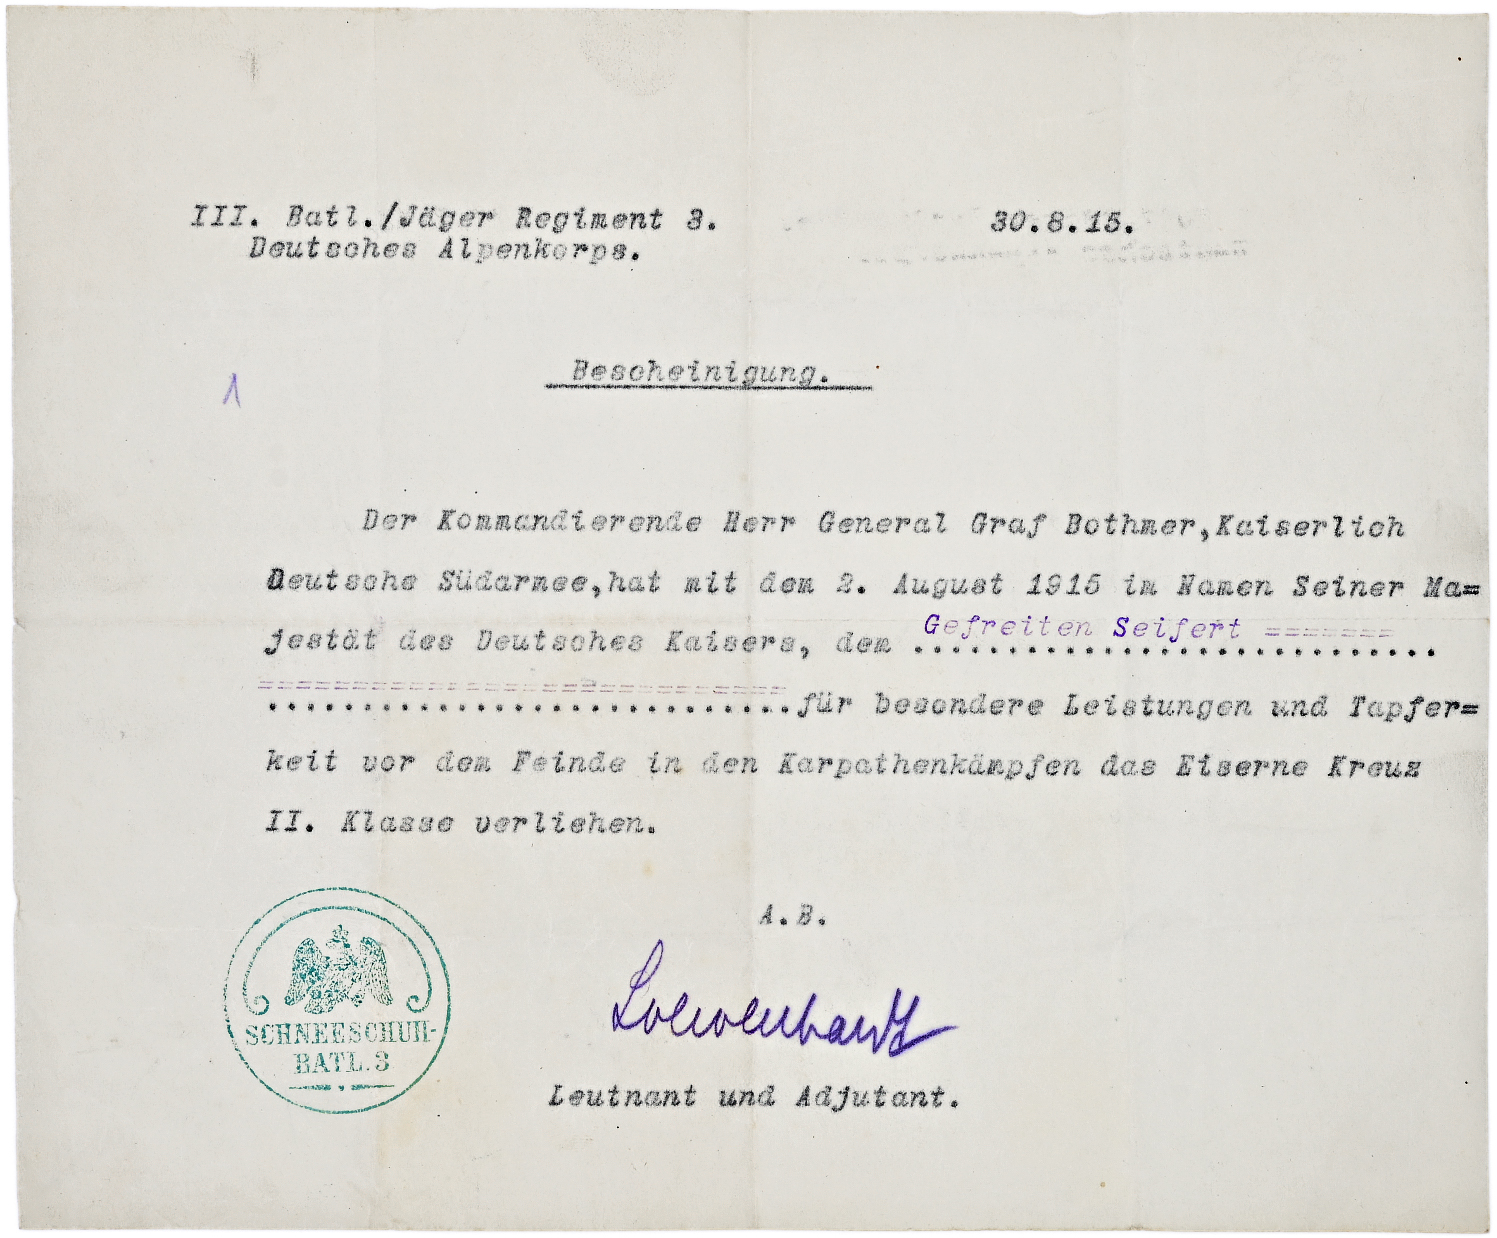 III. Batl./Jäger Regiment 3.
30.8.15.
Deutsches Alpenkorps.
Bescheinigung.
1
Der Kommandierende Herr General Graf Bothmer,Kaiserlich
Deutsche Südarmee,hat mit dem 2. August 1915 im Namen Seiner Ma=
jestät des Deutsches Kaisers, dem Gefreiten Seifert =======
............................für besondere Leistungen und Tapfer=
keit vor dem Feinde in den Karpathenkämpfen das Eiserne Kreuz
II. Klasse verliehen.
A.B.
SCHNEESCHUH-
BATL.3
Loewenhardt
Leutnant und Adjutant.